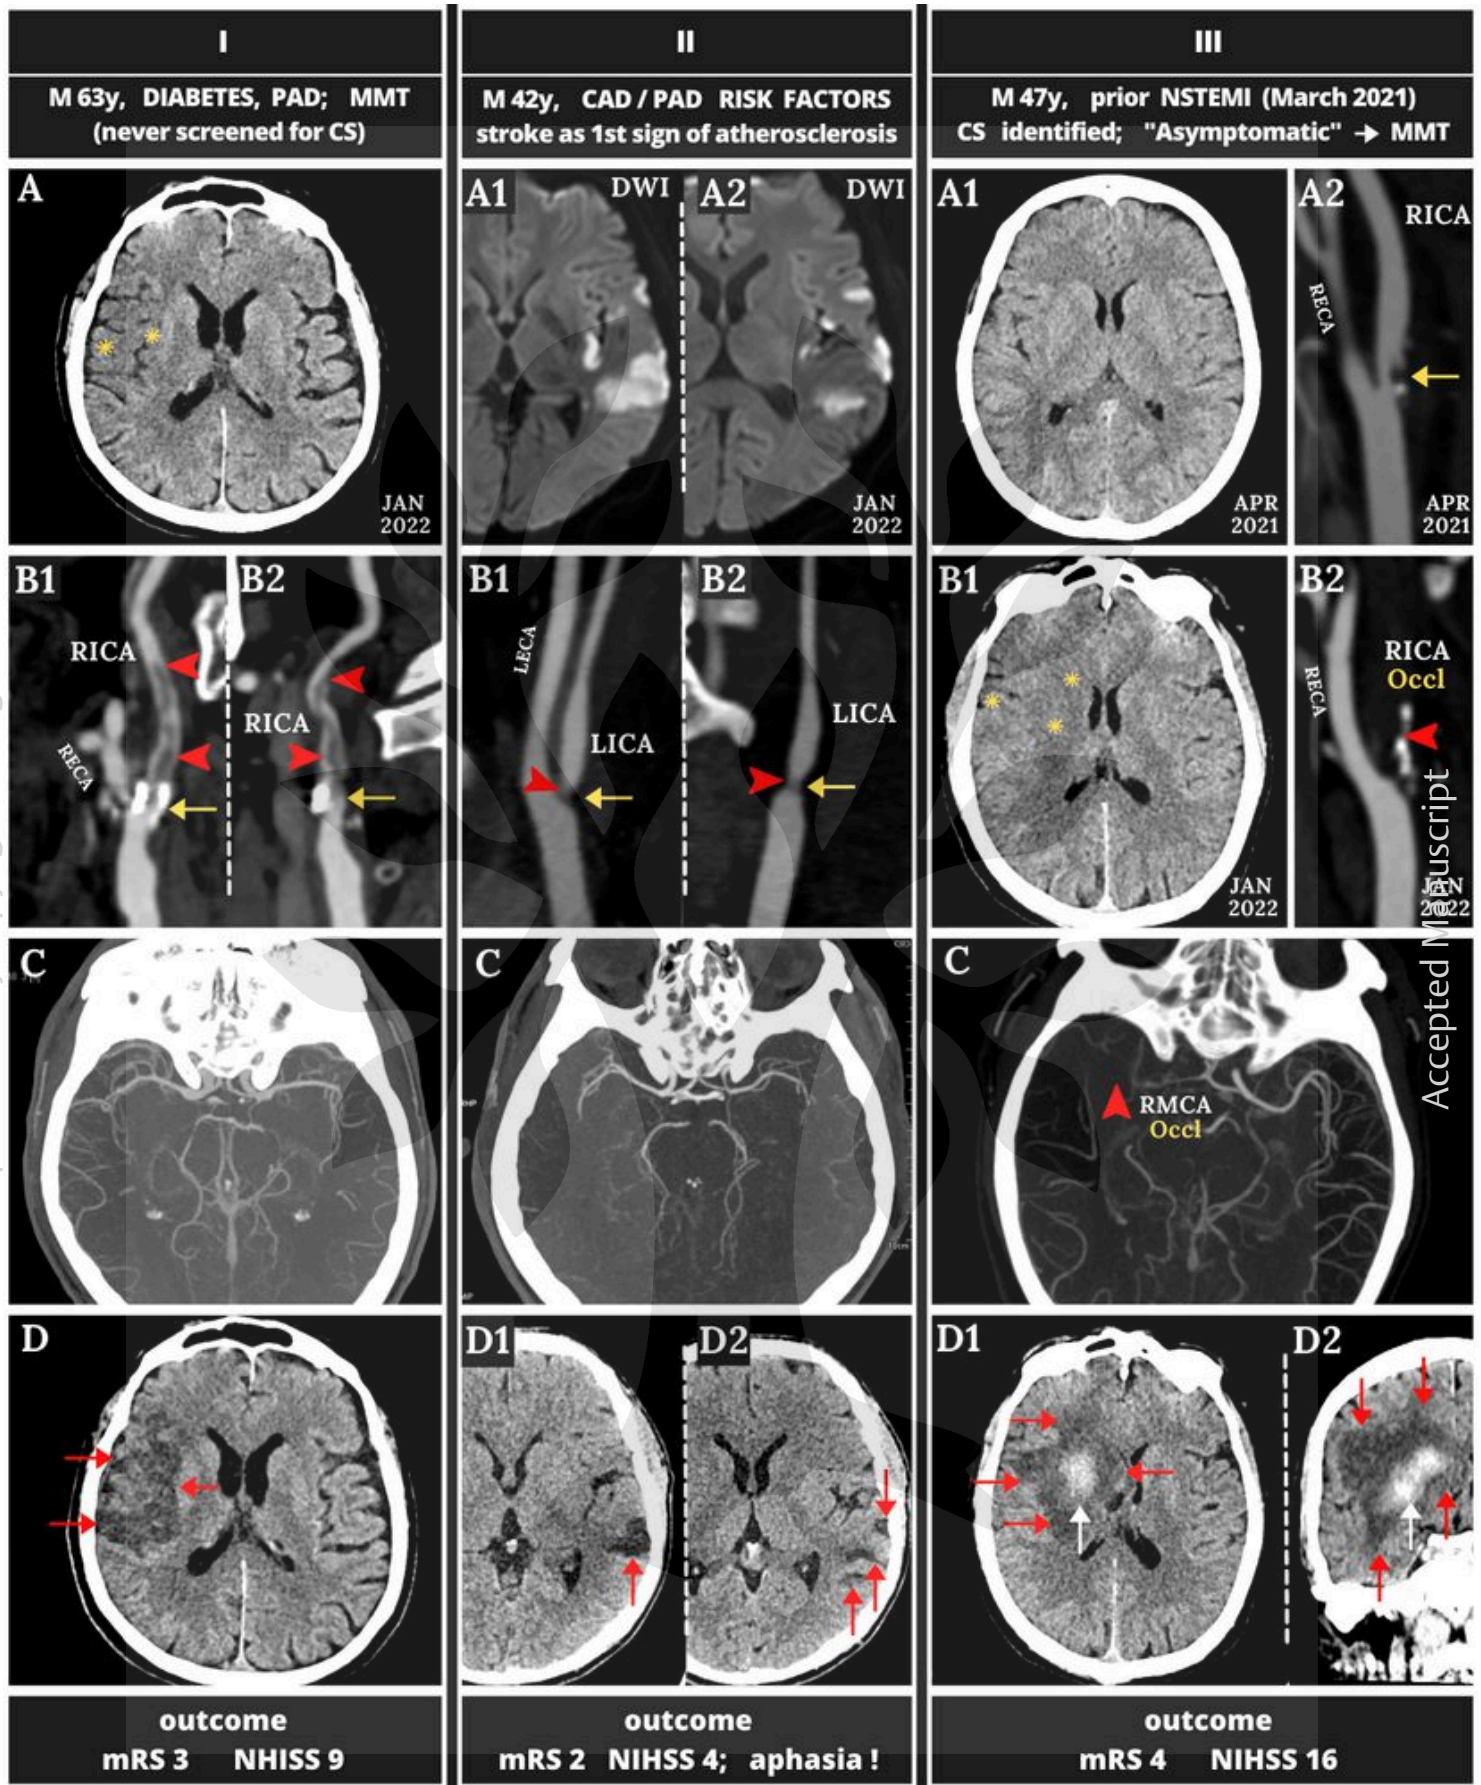 I
M 63y, DIABETES, PAD; MMT
(never screened for CS)
A
JAN
2022
B1
B2
RICA
RICA
RECA
C
D
outcome
mRS 3 NHISS 9
II
M 42y, CAD / PAD RISK FACTORS
stroke as 1st sign of atherosclerosis
A1
DWI
A2
DWI
JAN
2022
B1
B2
LECA
LICA
LICA
C
10cm
D1
D2
outcome
mRS 2 NIHSS 4; aphasia !
III
M 47y, prior NSTEMI (March 2021)
CS identified; "Asymptomatic" → MMT
A1
APR
2021
A2
RICA
RECA
APR
2021
B1
JAN
2022
B2
RICA
Occl
RECA
JAN
2022
C
RMCA
Occl
D1
D2
outcome
mRS 4 NIHSS 16
Accepted Manuscript